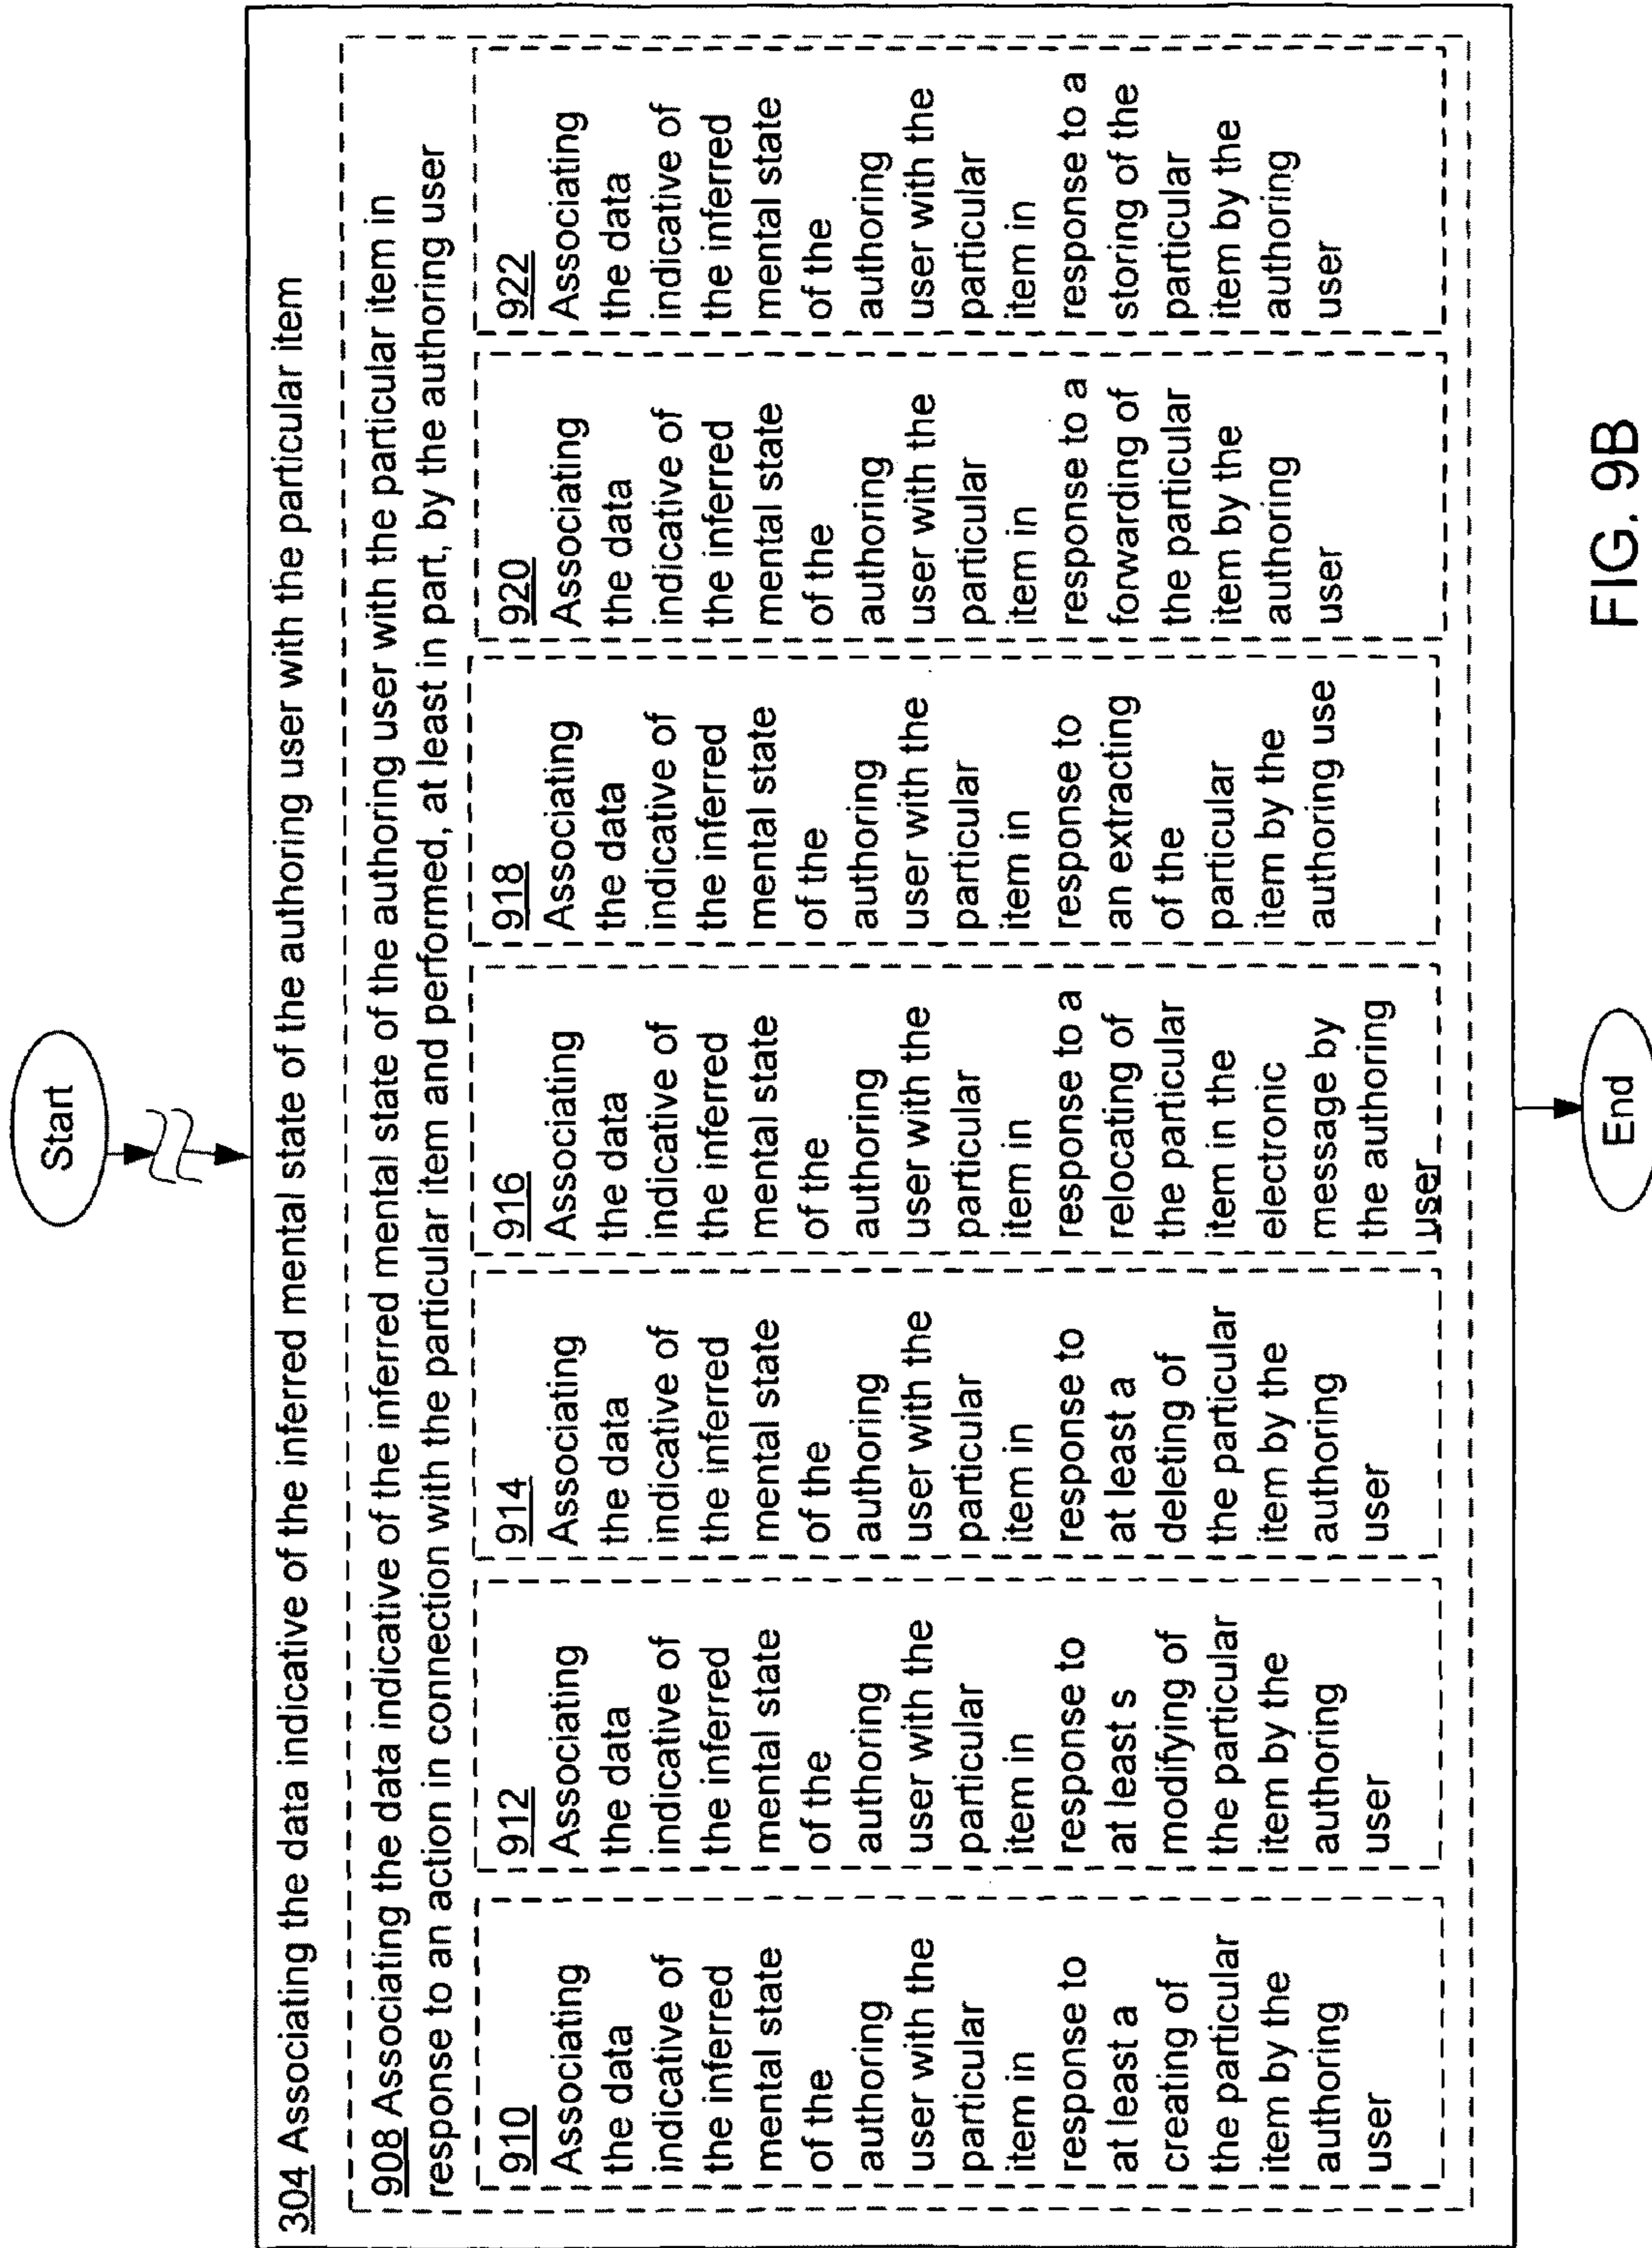 Start
304 Associating the data indicative of the inferred mental state of the authoring user with the particular item
908 Associating the data indicative of the inferred mental state of the authoring user with the particular item in
response to an action in connection with the particular item and performed, at least in part, by the authoring user
910
Associating
the data
indicative of
the inferred
mental state
of the
authoring
user with the
particular
item in
response to
at least a
creating of
the particular
item by the
authoring
user
912
Associating
the data
indicative of
the inferred
mental state
of the
authoring
user with the
particular
item in
response to
at least s
modifying of
the particular
item by the
authoring
user
914
Associating
the data
indicative of
the inferred
mental state
of the
authoring
user with the
particular
item in
response to
at least a
deleting of
the particular
item by the
authoring
user
916
Associating
the data
indicative of
the inferred
mental state
of the
authoring
user with the
particular
item in
response to a
relocating of
the particular
item in the
electronic
message by
the authoring
user
918
Associating
the data
indicative of
the inferred
mental state
of the
authoring
user with the
particular
item in
response to
an extracting
of the
particular
item by the
authoring use
920
Associating
the data
indicative of
the inferred
mental state
of the
authoring
user with the
particular
item in
response to a
forwarding of
the particular
item by the
authoring
user
922
Associating
the data
indicative of
the inferred
mental state
of the
authoring
user with the
particular
item in
response to a
storing of the
particular
item by the
authoring
user
End
FIG. 9B